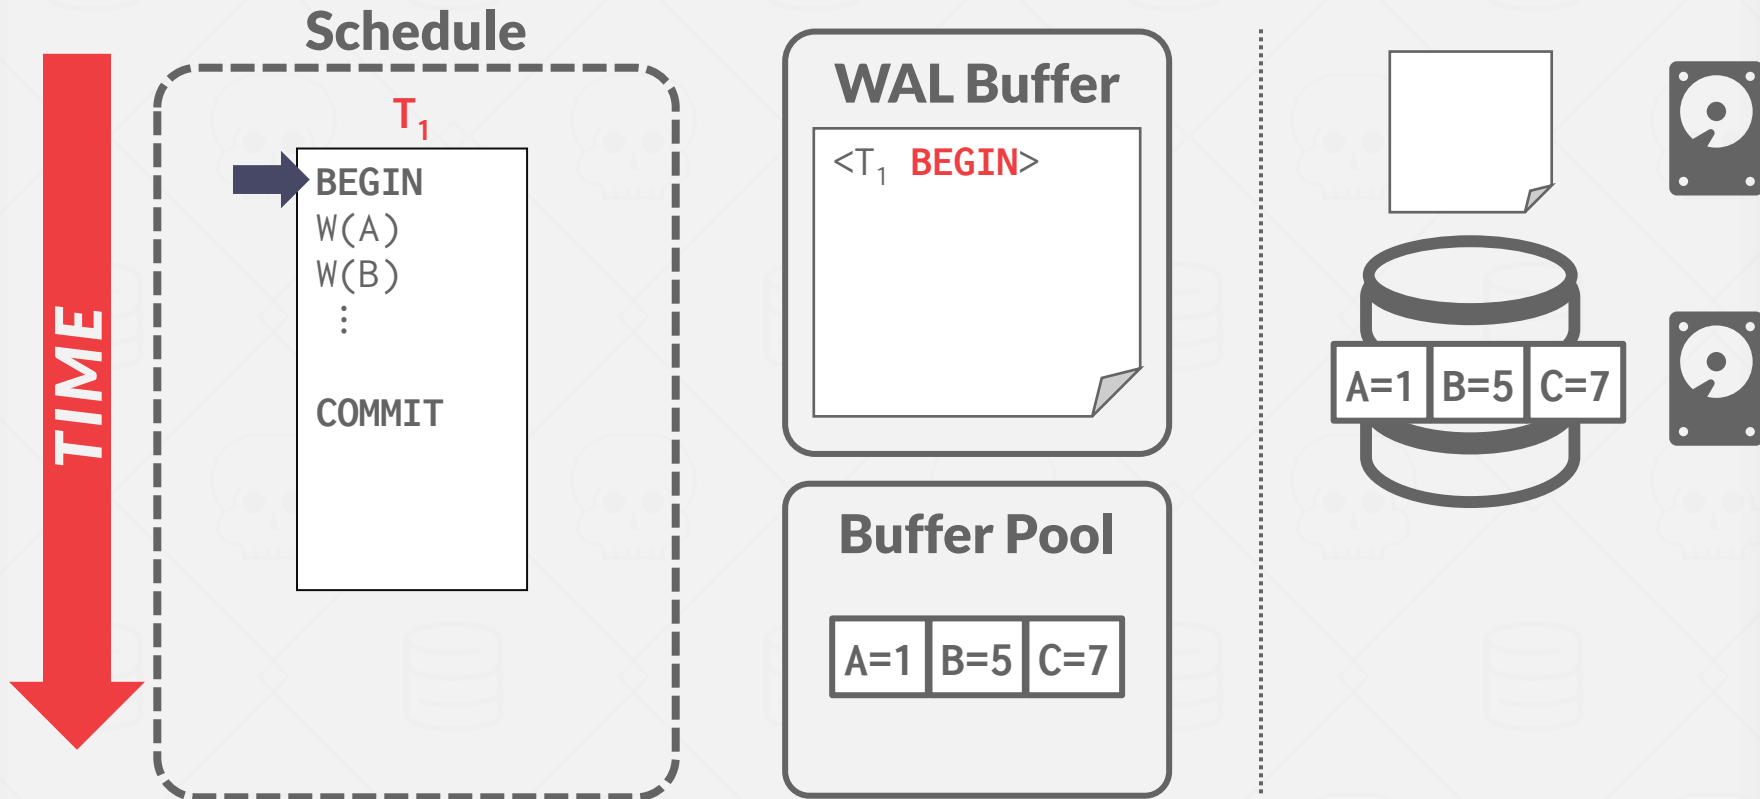 Schedule
TIME
T₁
BEGIN
W(A)
W(B)
⋮
COMMIT
WAL Buffer
<T₁ BEGIN>
Buffer Pool
A=1 B=5 C=7
A=1 B=5 C=7